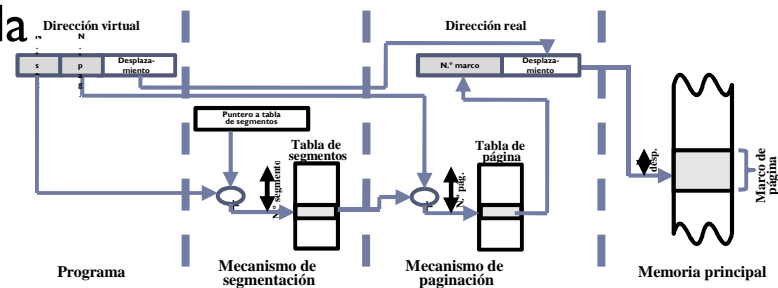 la
Dirección virtual
Dirección real
N.
N
s
p
Desplaza-
miento
N.º marco
Desplaza-
miento
Puntero a tabla
de segmentos
Tabla de
segmentos
Tabla de
página
N.º segmento
N.º pág.
desp.
Marco de
página
Programa
Mecanismo de
segmentación
Mecanismo de
paginación
Memoria principal